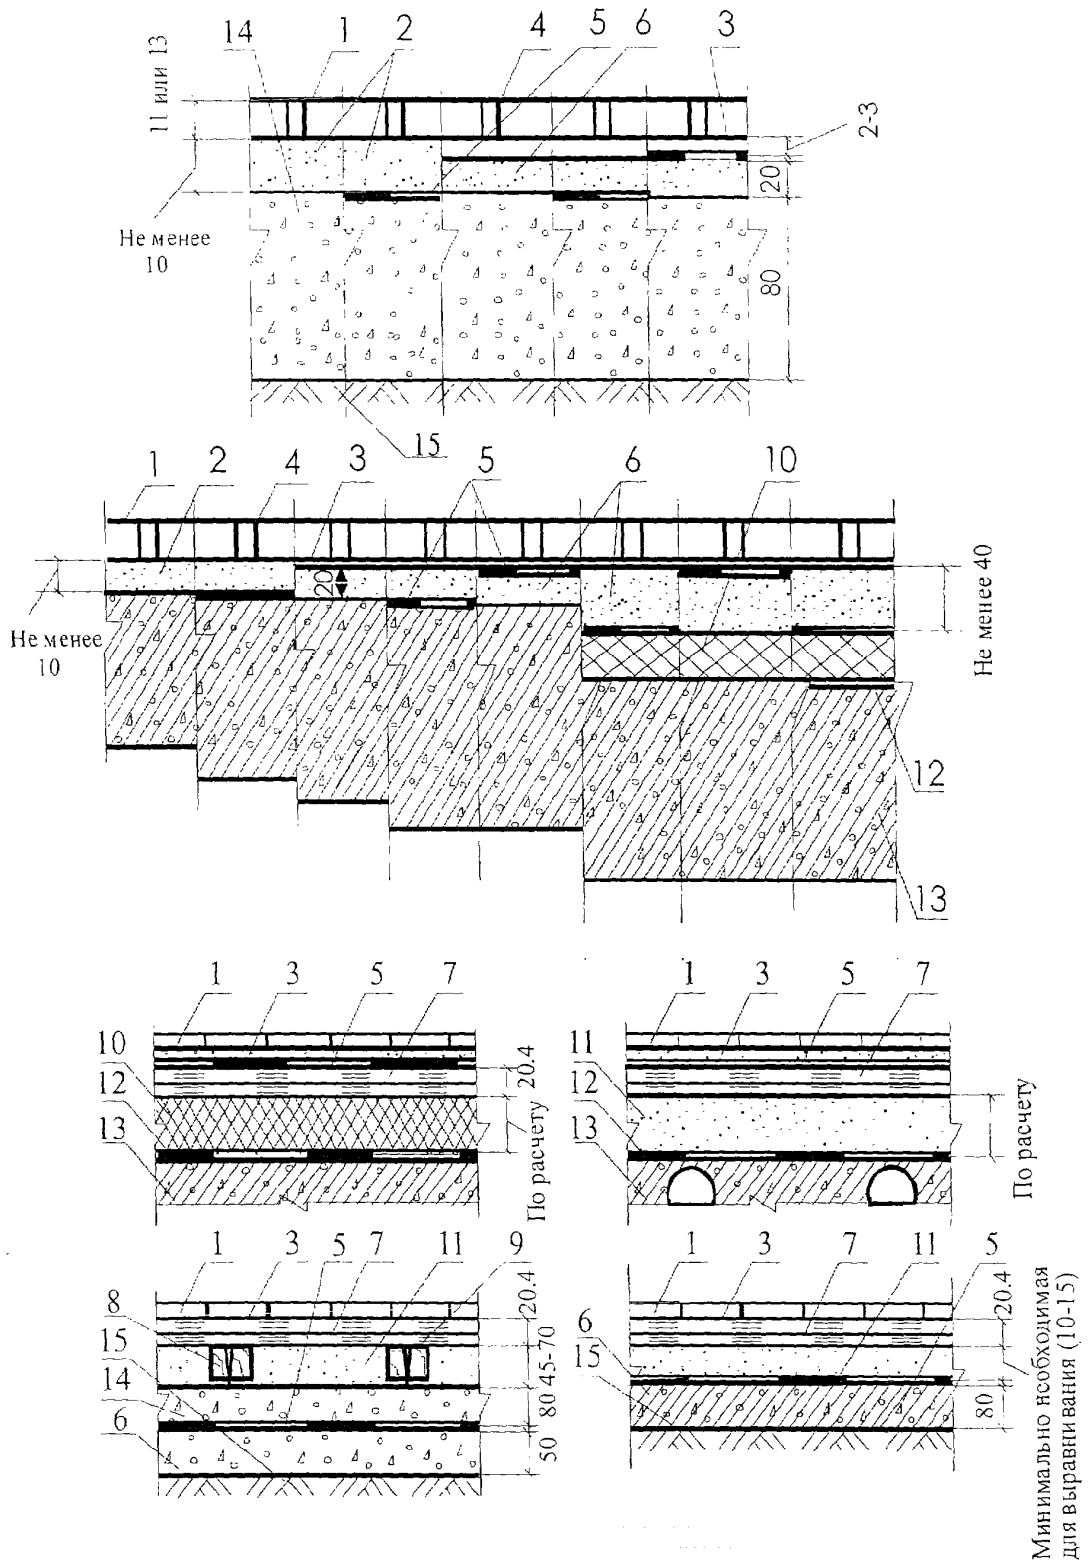 14 1 2 5 4 6 3
11 или 13
2-3
20
Не менее
10
80
15
1 2 4 3 5 6 10
20
Не менее 40
Не менее
10
12
13
1 3 5 7
10
12
13
20.4
По расчету
1 3 5 7
11
12
13
По расчету
1 3 5 7 11 9
8
15
15
14
6
20.4
45-70
80
50
1 3 7 11 5
6
15
20.4
80
Минимально необходимая
для выравнивания (10-15)